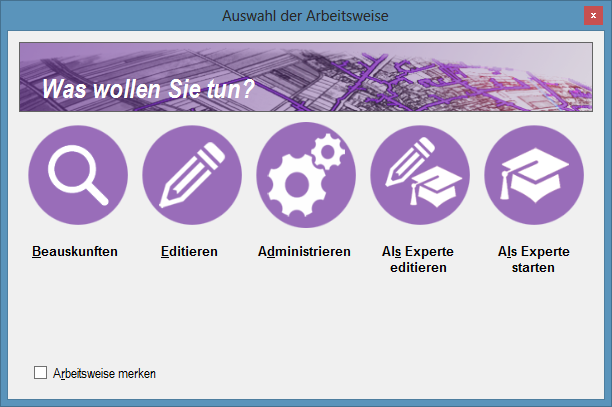 Auswahl der Arbeitsweise
Was wollen Sie tun?
Beauskunften
Editieren
Administrieren
Als Experte
editieren
Als Experte
starten
Arbeitsweise merken